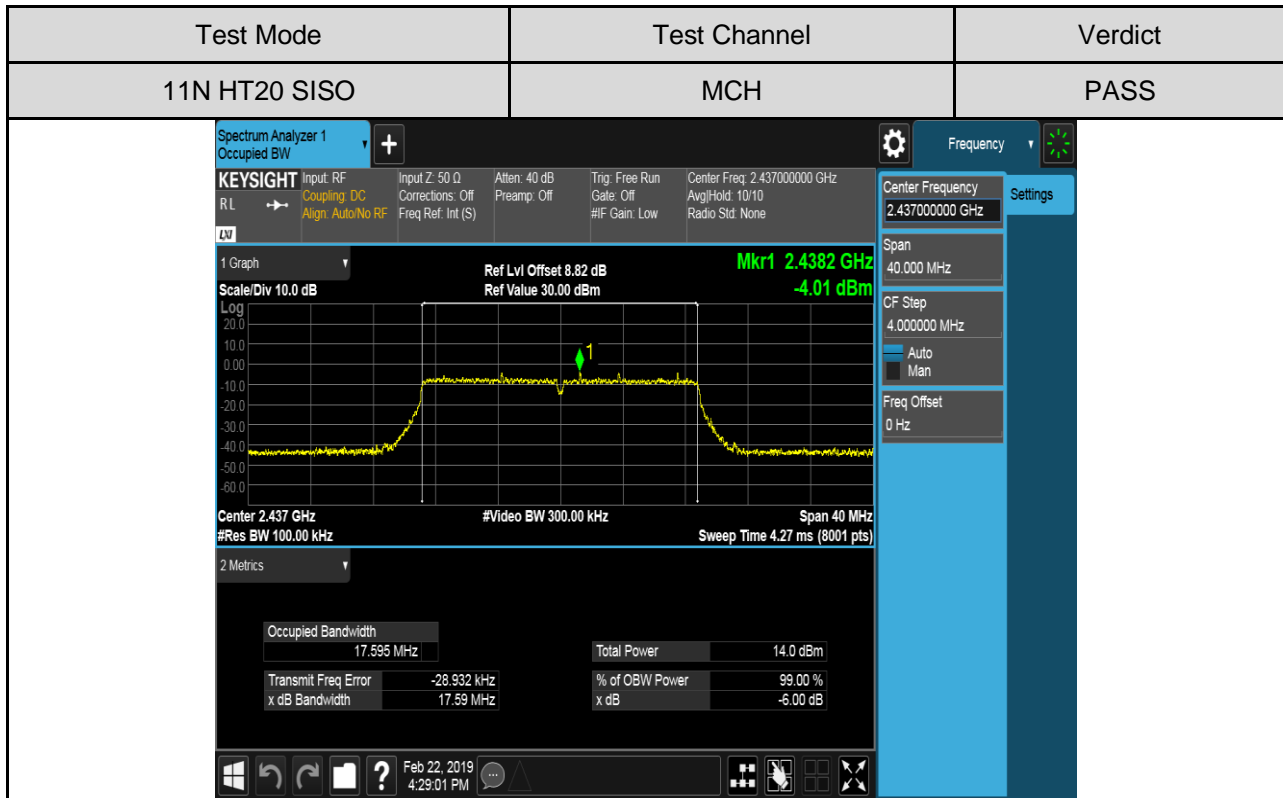 Test Mode Test Channel Verdict
11N HT20 SISO MCH PASS
Spectrum Analyzer 1
Occupied BW
+
Frequency
KEYSIGHT
RL
LXI
Input: RF
Coupling: DC
Align: Auto/No RF
Input Z: 50 Ω
Corrections: Off
Freq Ref: Int (S)
Atten: 40 dB
Preamp: Off
Trig: Free Run
Gate: Off
#IF Gain: Low
Center Freq: 2.437000000 GHz
Avg|Hold: 10/10
Radio Std: None
Center Frequency
2.437000000 GHz
Settings
Span
40.000 MHz
CF Step
4.000000 MHz
Auto
Man
Freq Offset
0 Hz
1 Graph
Scale/Div 10.0 dB
Ref Lvl Offset 8.82 dB
Ref Value 30.00 dBm
Mkr1 2.4382 GHz
-4.01 dBm
Log
20.0
10.0
0.00
-10.0
-20.0
-30.0
-40.0
-50.0
-60.0
1
Center 2.437 GHz
#Res BW 100.00 kHz
#Video BW 300.00 kHz
Span 40 MHz
Sweep Time 4.27 ms (8001 pts)
2 Metrics
Occupied Bandwidth
17.595 MHz
Total Power 14.0 dBm
Transmit Freq Error -28.932 kHz
% of OBW Power 99.00 %
x dB Bandwidth 17.59 MHz
x dB -6.00 dB
?
Feb 22, 2019
4:29:01 PM